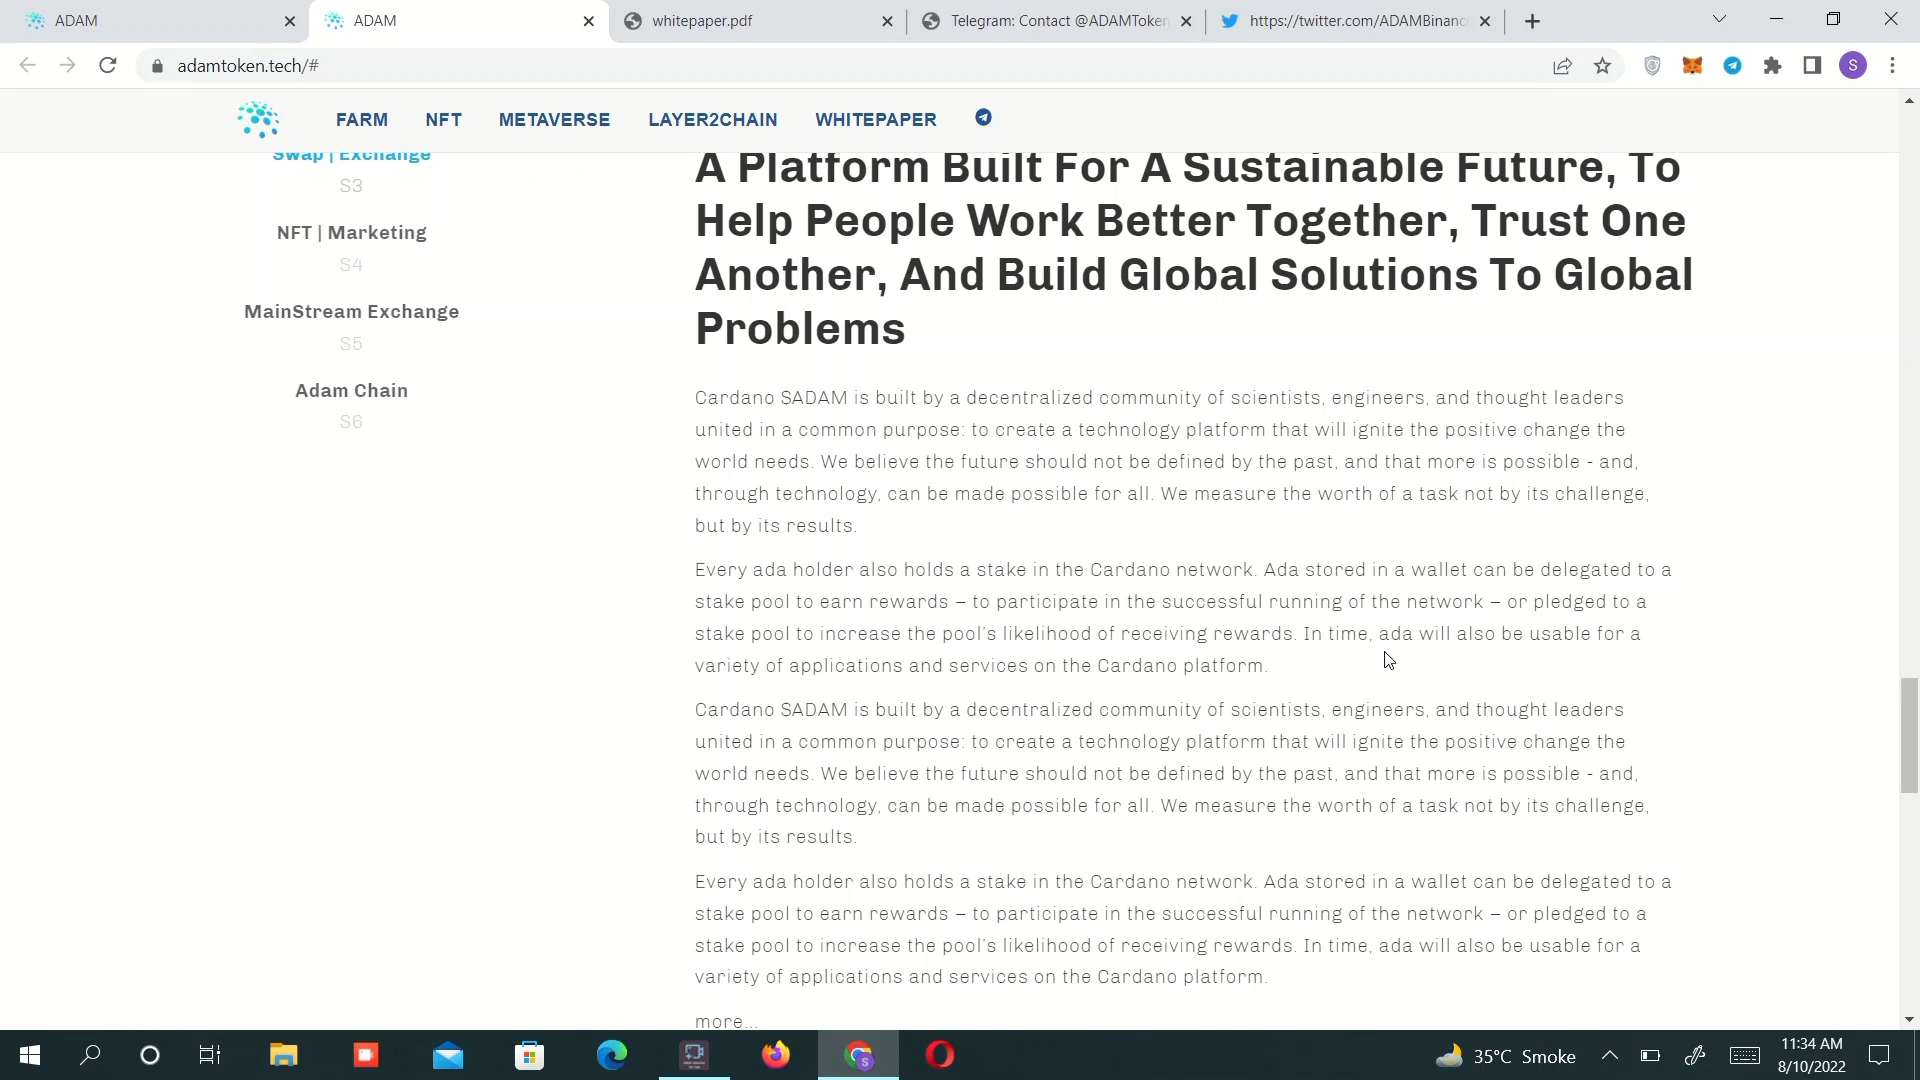 ADAM
ADAM
whitepaper.pdf
Telegram: Contact @ADAMToken
https://twitter.com/ADAMBinanc
adamtoken.tech/#
S
FARM
NFT
METAVERSE
LAYER2CHAIN
WHITEPAPER
Swap | Exchange
S3
NFT | Marketing
S4
MainStream Exchange
S5
Adam Chain
S6
A Platform Built For A Sustainable Future, To
Help People Work Better Together, Trust One
Another, And Build Global Solutions To Global
Problems
Cardano $ADAM is built by a decentralized community of scientists, engineers, and thought leaders
united in a common purpose: to create a technology platform that will ignite the positive change the
world needs. We believe the future should not be defined by the past, and that more is possible - and,
through technology, can be made possible for all. We measure the worth of a task not by its challenge,
but by its results.
Every ada holder also holds a stake in the Cardano network. Ada stored in a wallet can be delegated to a
stake pool to earn rewards – to participate in the successful running of the network – or pledged to a
stake pool to increase the pool's likelihood of receiving rewards. In time, ada will also be usable for a
variety of applications and services on the Cardano platform.
Cardano $ADAM is built by a decentralized community of scientists, engineers, and thought leaders
united in a common purpose: to create a technology platform that will ignite the positive change the
world needs. We believe the future should not be defined by the past, and that more is possible - and,
through technology, can be made possible for all. We measure the worth of a task not by its challenge,
but by its results.
Every ada holder also holds a stake in the Cardano network. Ada stored in a wallet can be delegated to a
stake pool to earn rewards – to participate in the successful running of the network – or pledged to a
stake pool to increase the pool's likelihood of receiving rewards. In time, ada will also be usable for a
variety of applications and services on the Cardano platform.
more...
35°C Smoke
11:34 AM
8/10/2022